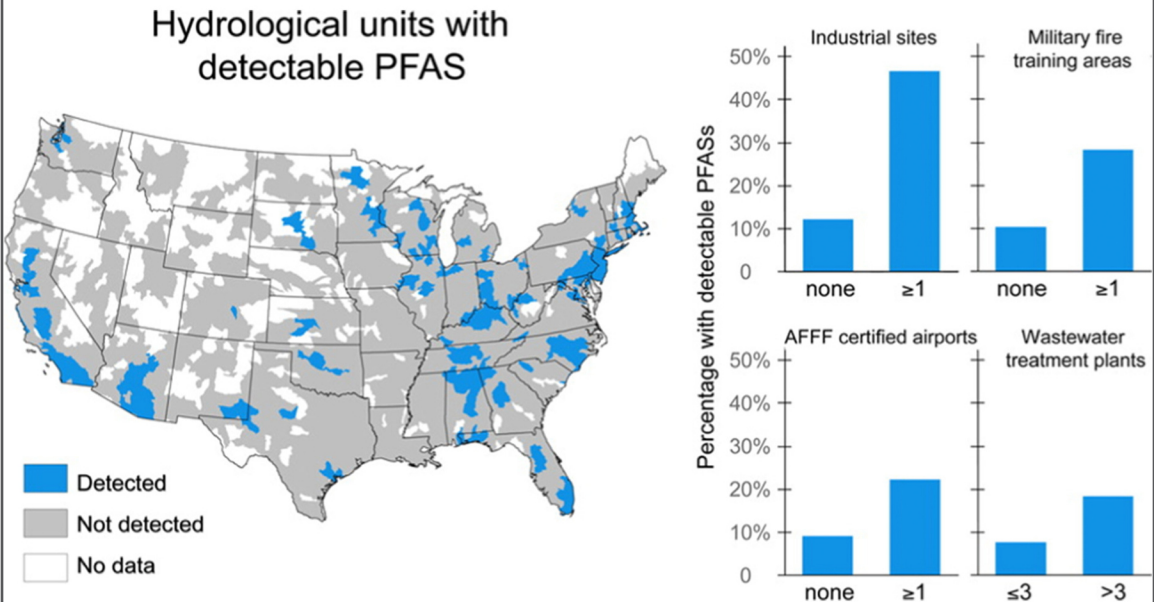 Hydrological units with
detectable PFAS
Detected
Not detected
No data
Percentage with detectable PFASs
Industrial sites
50%
40%
30%
20%
10%
0
none
≥1
Military fire
training areas
none
≥1
AFFF certified airports
50%
40%
30%
20%
10%
0
none
≥1
Wastewater
treatment plants
≤3
>3